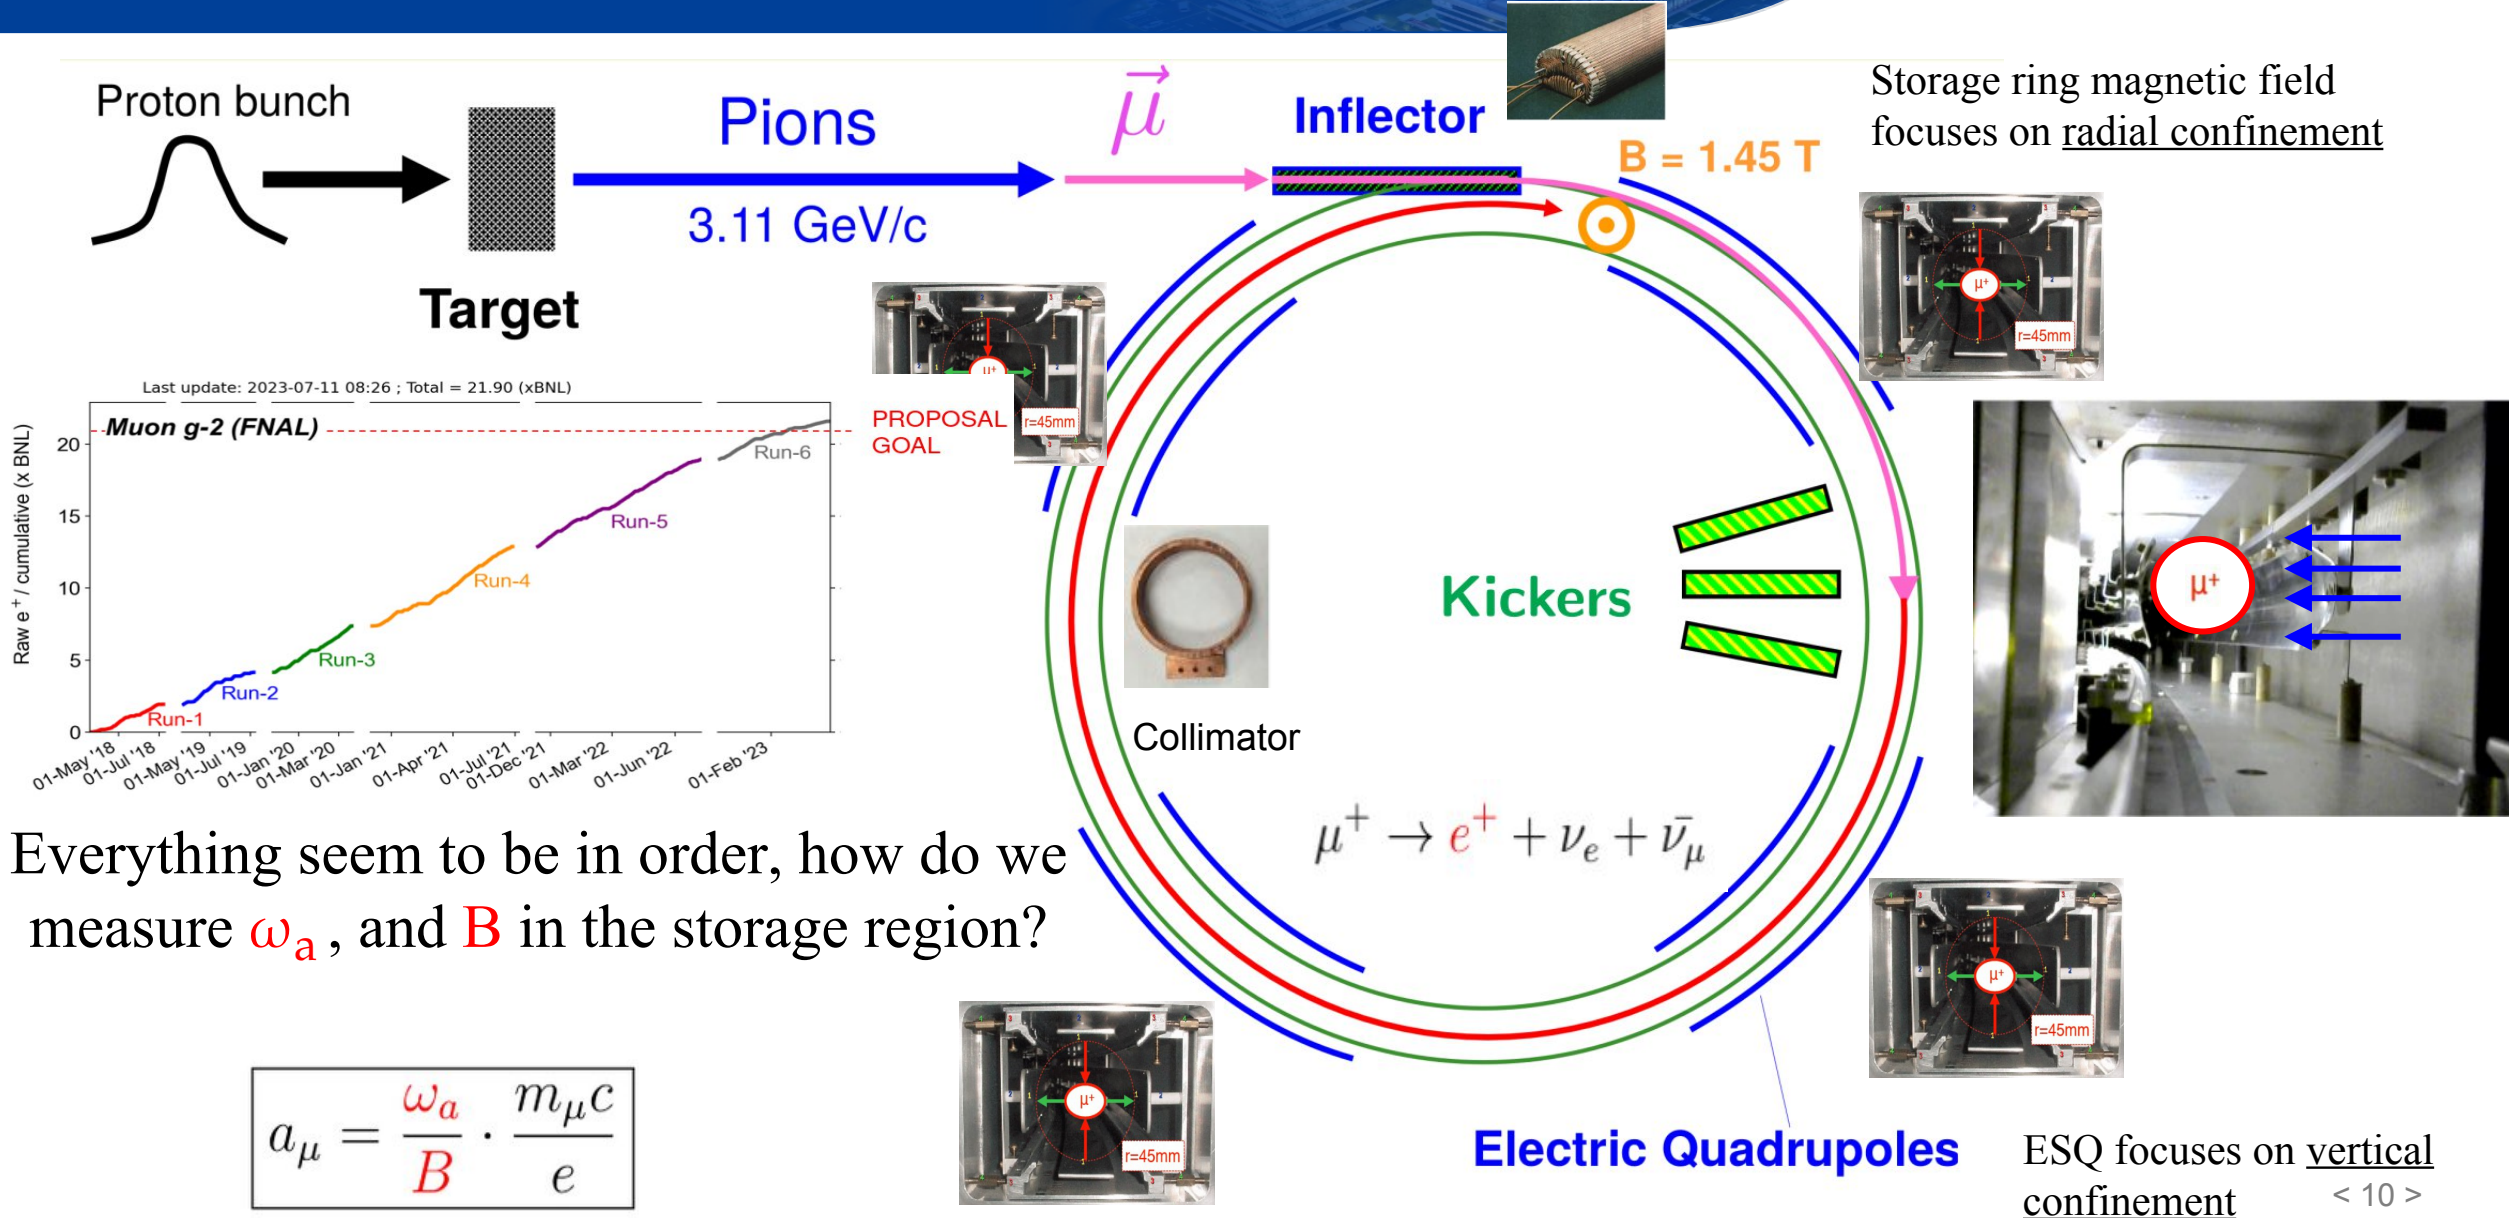 Proton bunch
Target
Pions
3.11 GeV/c
μ⃗
Inflector
B = 1.45 T
Storage ring magnetic field
focuses on radial confinement
μ⁺
r=45mm
μ⁺
r=45mm
Last update: 2023-07-11 08:26 ; Total = 21.90 (xBNL)
Muon g-2 (FNAL)
PROPOSAL
GOAL
Raw e⁺ / cumulative (x BNL)
20
15
10
5
0
Run-1
Run-2
Run-3
Run-4
Run-5
Run-6
01-May '18
01-Jul '18
01-May '19
01-Jul '19
01-Jan '20
01-Mar '20
01-Jan '21
01-Apr '21
01-Jul '21
01-Dec '21
01-Mar '22
01-Jun '22
01-Feb '23
Kickers
μ⁺
Collimator
μ⁺ → e⁺ + νₑ + ν̄_μ
Everything seem to be in order, how do we
measure ωₐ , and B in the storage region?
a_μ = ωₐ/B · m_μc/e
μ⁺
r=45mm
μ⁺
r=45mm
Electric Quadrupoles
ESQ focuses on vertical
confinement
< 10 >